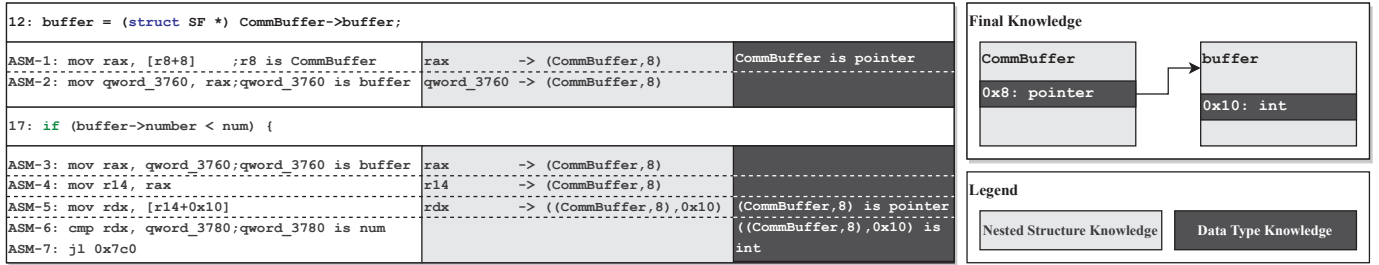 12: buffer = (struct SF *) CommBuffer->buffer;
ASM-1: mov rax, [r8+8] ;r8 is CommBuffer rax -> (CommBuffer,8) CommBuffer is pointer
ASM-2: mov qword_3760, rax;qword_3760 is buffer qword_3760 -> (CommBuffer,8)
17: if (buffer->number < num) {
ASM-3: mov rax, qword_3760;qword_3760 is buffer rax -> (CommBuffer,8)
ASM-4: mov r14, rax r14 -> (CommBuffer,8)
ASM-5: mov rdx, [r14+0x10] rdx -> ((CommBuffer,8),0x10) (CommBuffer,8) is pointer
ASM-6: cmp rdx, qword_3780;qword_3780 is num ((CommBuffer,8),0x10) is
ASM-7: jl 0x7c0 int
Final Knowledge
CommBuffer
0x8: pointer
buffer
0x10: int
Legend
Nested Structure Knowledge
Data Type Knowledge